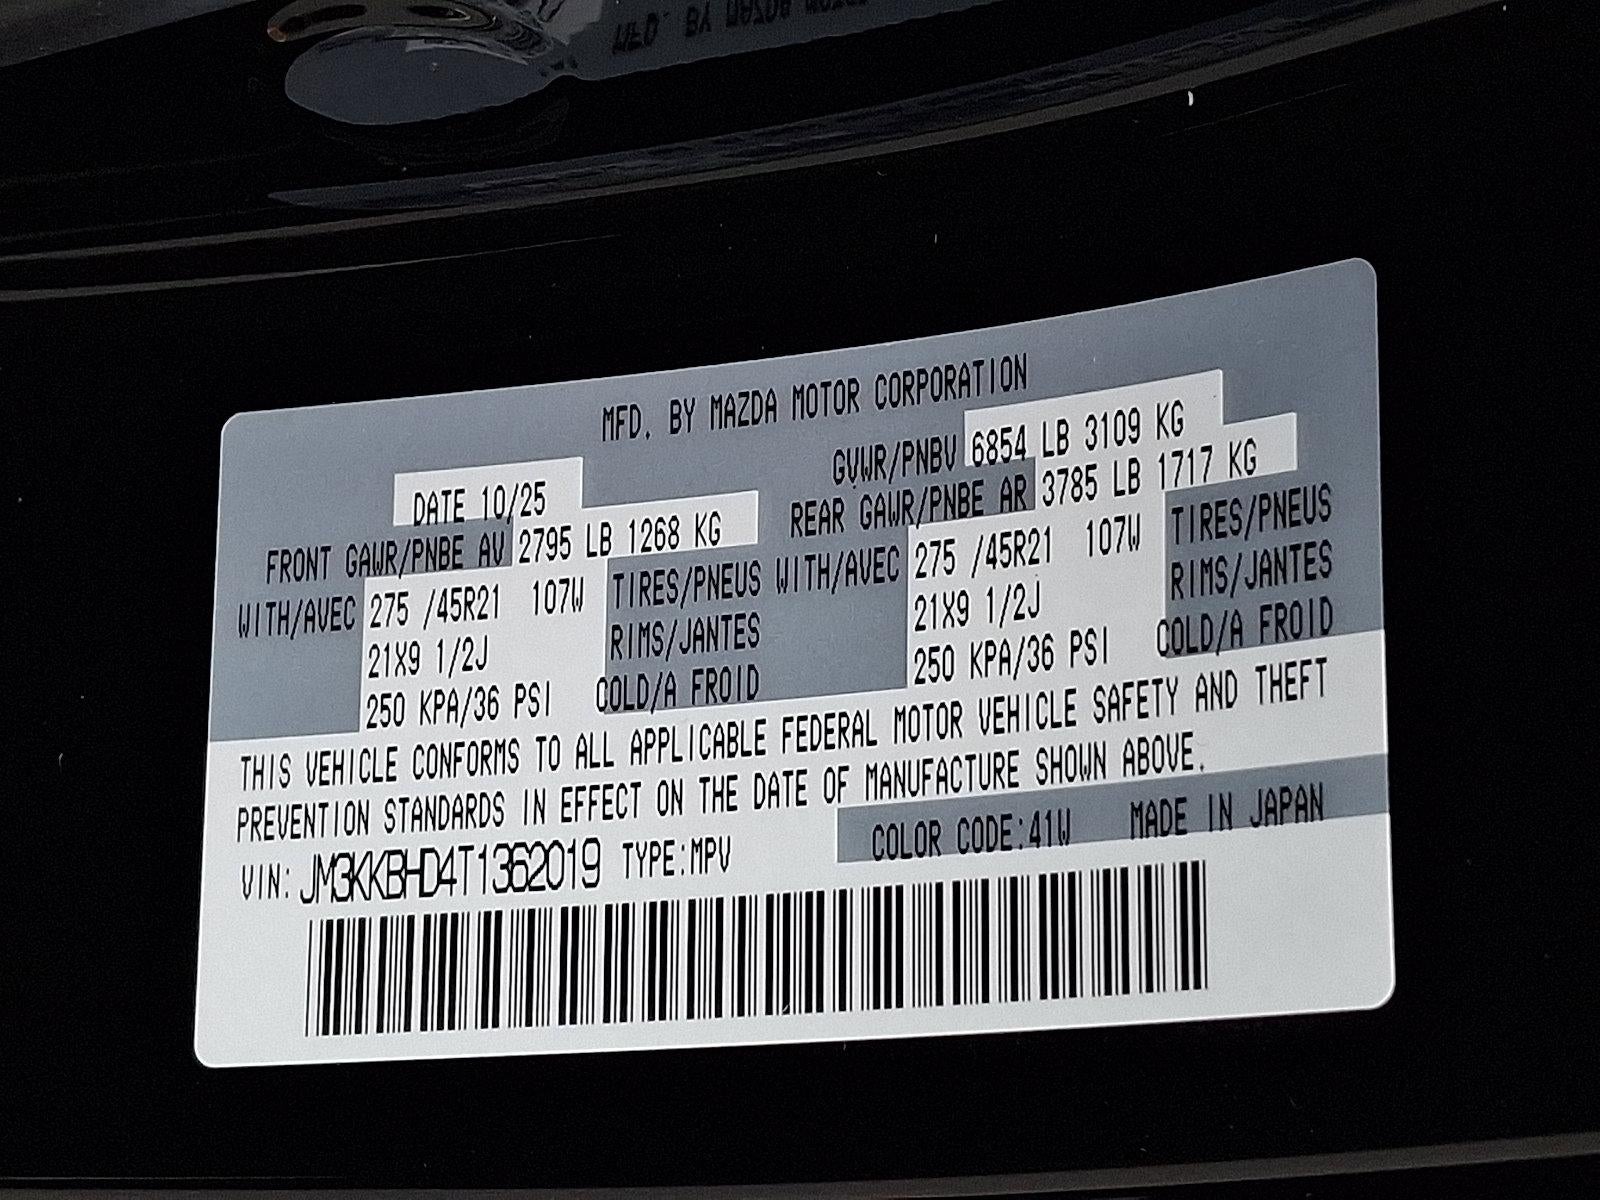 MFD. BY MAZDA
MFD. BY MAZDA MOTOR CORPORATION
DATE 10/25 GVWR/PNBV 6854 LB 3109 KG
FRONT GAWR/PNBE AV 2795 LB 1268 KG REAR GAWR/PNBE AR 3785 LB 1717 KG
WITH/AVEC 275 /45R21 107W TIRES/PNEUS WITH/AVEC 275 /45R21 107W TIRES/PNEUS
21X9 1/2J RIMS/JANTES 21X9 1/2J RIMS/JANTES
250 KPA/36 PSI COLD/A FROID 250 KPA/36 PSI COLD/A FROID
THIS VEHICLE CONFORMS TO ALL APPLICABLE FEDERAL MOTOR VEHICLE SAFETY AND THEFT
PREVENTION STANDARDS IN EFFECT ON THE DATE OF MANUFACTURE SHOWN ABOVE.
VIN: JM3KKBHD4T1362019 TYPE:MPV COLOR CODE:41W MADE IN JAPAN